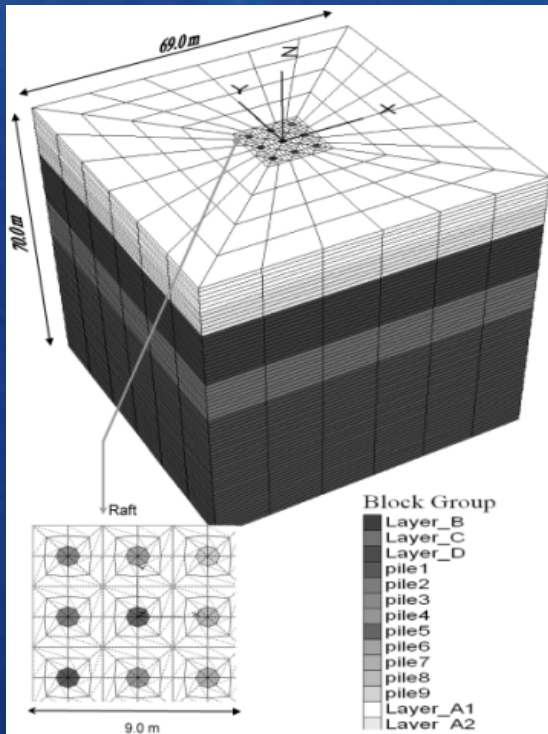 69.0 m
N
Y
X
70.0 m
Raft
9.0 m
Block Group
Layer_B
Layer_C
Layer_D
pile1
pile2
pile3
pile4
pile5
pile6
pile7
pile8
pile9
Layer_A1
Layer_A2